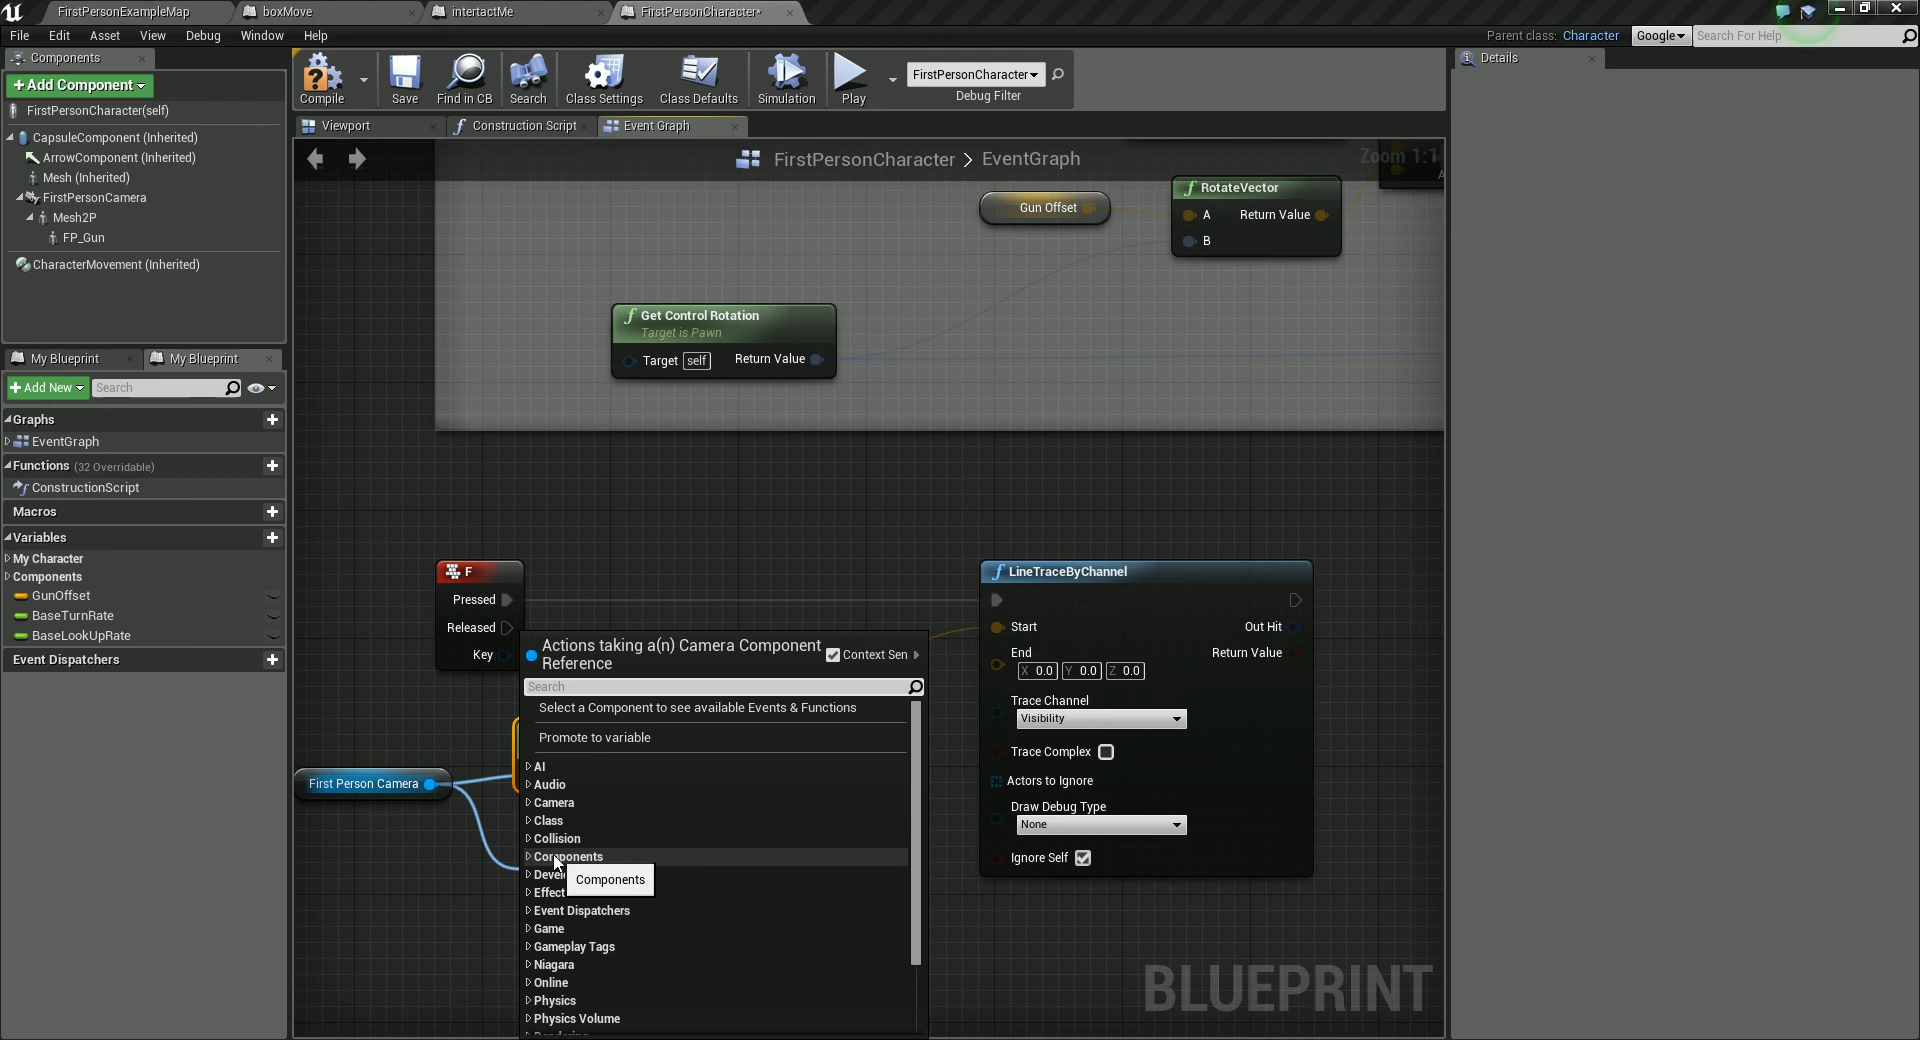 FirstPersonExampleMap
boxMove
intertactMe
FirstPersonCharacter*
File Edit Asset View Debug Window Help
Parent class: Character
Google
Search For Help
Components
+Add Component
FirstPersonCharacter(self)
CapsuleComponent (Inherited)
ArrowComponent (Inherited)
Mesh (Inherited)
FirstPersonCamera
Mesh2P
FP_Gun
CharacterMovement (Inherited)
My Blueprint
My Blueprint
+Add New
Search
Graphs
EventGraph
Functions (32 Overridable)
ConstructionScript
Macros
Variables
My Character
Components
GunOffset
BaseTurnRate
BaseLookUpRate
Event Dispatchers
Compile
Save
Find in CB
Search
Class Settings
Class Defaults
Simulation
Play
FirstPersonCharacter
Debug Filter
Viewport
Construction Script
Event Graph
FirstPersonCharacter > EventGraph
Zoom 1:1
Gun Offset
RotateVector
A Return Value
B
Get Control Rotation
Target is Pawn
Target self Return Value
F
Pressed
Released
Key
First Person Camera
Actions taking a(n) Camera Component
Reference
Context Sen
Search
Select a Component to see available Events & Functions
Promote to variable
AI
Audio
Camera
Class
Collision
Components
Components
Effect
Event Dispatchers
Game
Gameplay Tags
Niagara
Online
Physics
Physics Volume
LineTraceByChannel
Start Out Hit
End Return Value
X 0.0 Y 0.0 Z 0.0
Trace Channel
Visibility
Trace Complex
Actors to Ignore
Draw Debug Type
None
Ignore Self
BLUEPRINT
Details